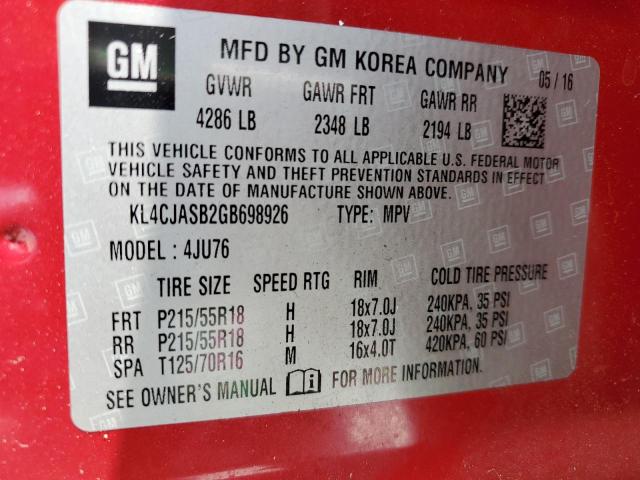 GM MFD BY GM KOREA COMPANY 05 / 16
GVWR GAWR FRT GAWR RR
4286 LB 2348 LB 2194 LB
THIS VEHICLE CONFORMS TO ALL APPLICABLE U.S. FEDERAL MOTOR
VEHICLE SAFETY AND THEFT PREVENTION STANDARDS IN EFFECT
ON THE DATE OF MANUFACTURE SHOWN ABOVE.
KL4CJASB2GB698926 TYPE: MPV
MODEL : 4JU76
TIRE SIZE SPEED RTG RIM COLD TIRE PRESSURE
FRT P215/55R18 H 18x7.0J 240KPA, 35 PSI
RR P215/55R18 H 18x7.0J 240KPA, 35 PSI
SPA T125/70R16 M 16x4.0T 420KPA, 60 PSI
SEE OWNER'S MANUAL FOR MORE INFORMATION.